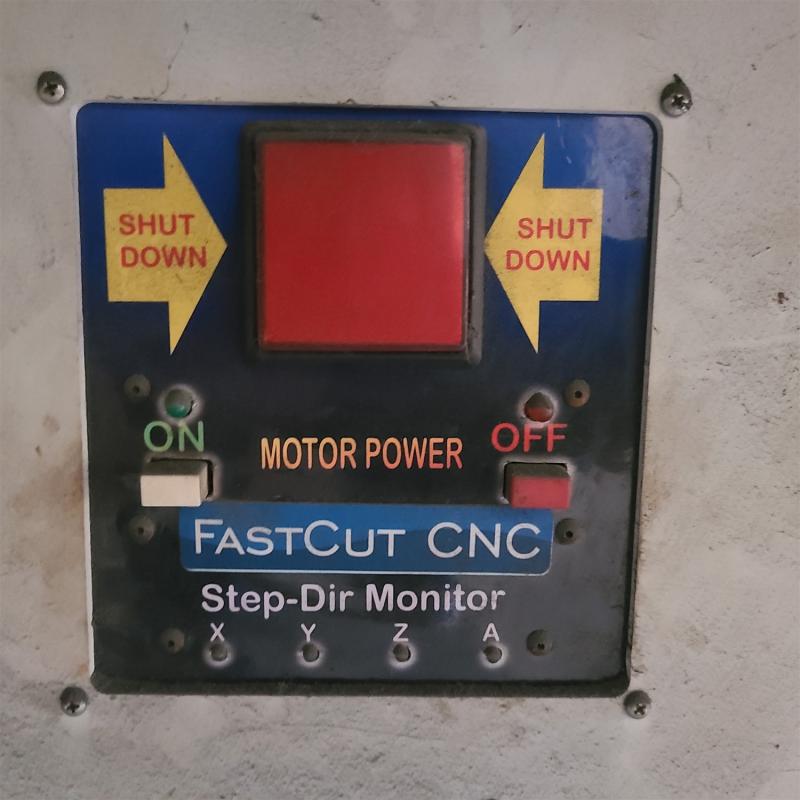 SHUT
DOWN
SHUT
DOWN
ON
MOTOR POWER
OFF
FASTCUT CNC
Step-Dir Monitor
X Y Z A